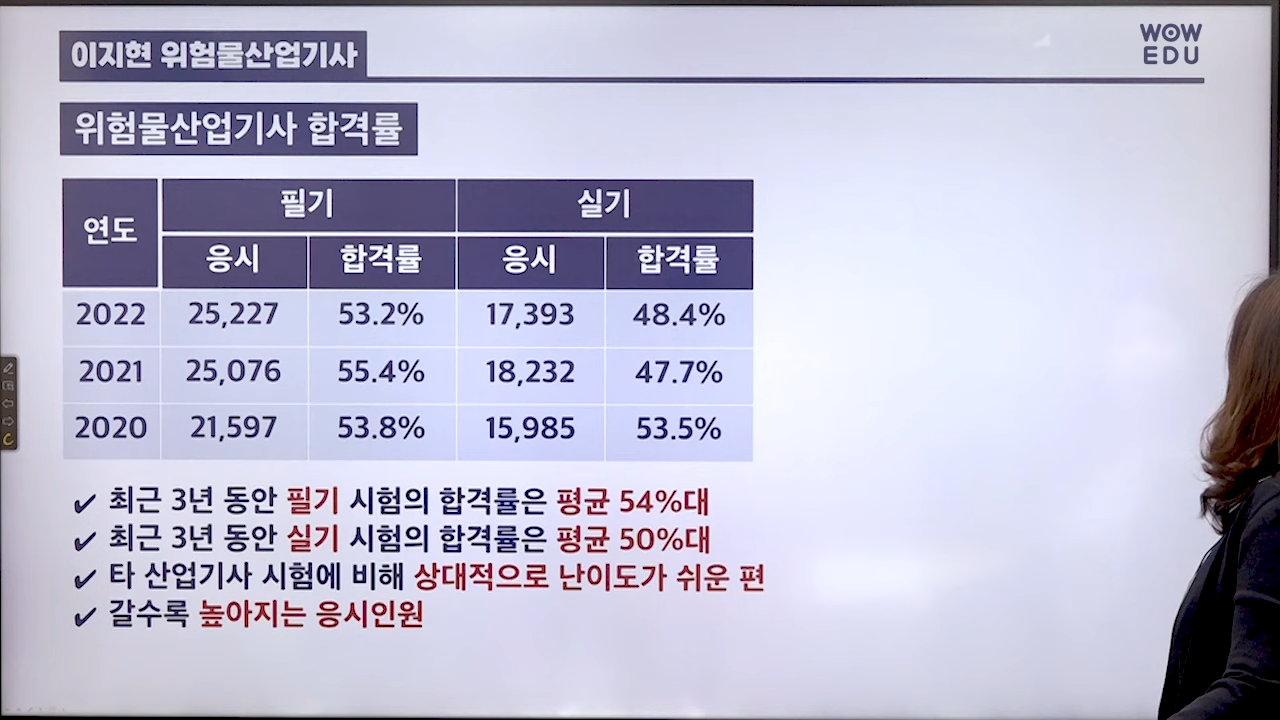 이지현 위험물산업기사
WOW
EDU
위험물산업기사 합격률
연도 필기 실기
응시 합격률 응시 합격률
2022 25,227 53.2% 17,393 48.4%
2021 25,076 55.4% 18,232 47.7%
2020 21,597 53.8% 15,985 53.5%
✔ 최근 3년 동안 필기 시험의 합격률은 평균 54%대
✔ 최근 3년 동안 실기 시험의 합격률은 평균 50%대
✔ 타 산업기사 시험에 비해 상대적으로 난이도가 쉬운 편
✔ 갈수록 높아지는 응시인원